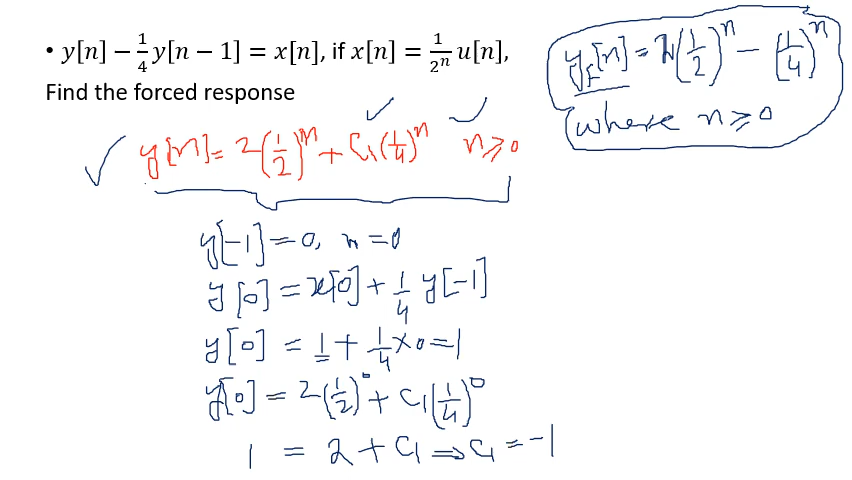 • y[n] − 1/4 y[n − 1] = x[n], if x[n] = 1/2ⁿ u[n],
Find the forced response
y[n] = 2(1/2)ⁿ + C₁(1/4)ⁿ n ≥ 0
y[-1] = 0, n = 0
y[0] = x[0] + 1/4 y[-1]
y[0] = 1 + 1/4 × 0 = 1
y[0] = 2(1/2)⁰ + C₁(1/4)⁰
1 = 2 + C₁ ⇒ C₁ = -1
y_F[n] = 2(1/2)ⁿ − (1/4)ⁿ
where n ≥ 0